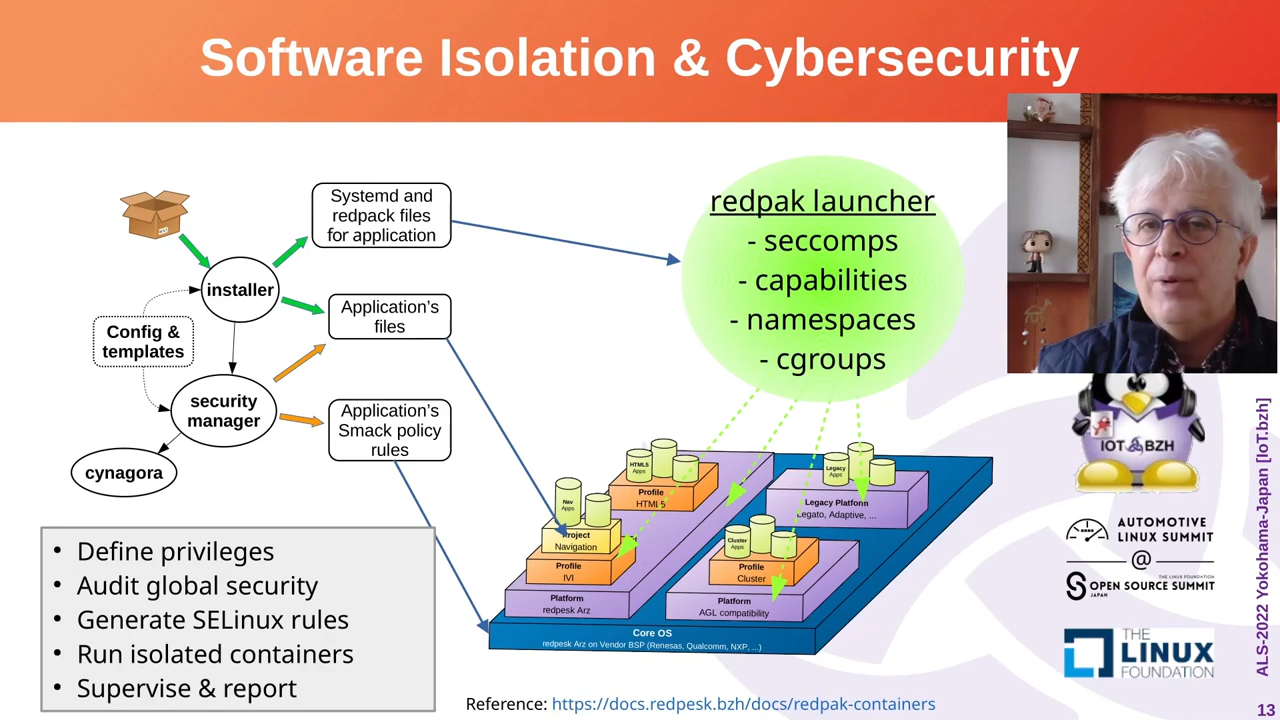 Software Isolation & Cybersecurity
Systemd and
redpack files
for application
installer
Application's
files
Config &
templates
security
manager
Application's
Smack policy
rules
cynagora
redpak launcher
- seccomps
- capabilities
- namespaces
- cgroups
HTML5
Apps
Profile
HTML5
Nav
Apps
Project
Navigation
Profile
IVI
Platform
redpesk Arz
Legacy
Apps
Legacy Platform
Legato, Adaptive, ...
Cluster
Apps
Profile
Cluster
Platform
AGL compatibility
Core OS
redpesk Arz on Vendor BSP (Renesas, Qualcomm, NXP, ...)
• Define privileges
• Audit global security
• Generate SELinux rules
• Run isolated containers
• Supervise & report
Reference: https://docs.redpesk.bzh/docs/redpak-containers
IOT BZH
AUTOMOTIVE
LINUX SUMMIT
@
THE LINUX FOUNDATION
OPEN SOURCE SUMMIT
JAPAN
THE
LINUX
FOUNDATION
ALS-2022 Yokohama-Japan [IoT.bzh]
13